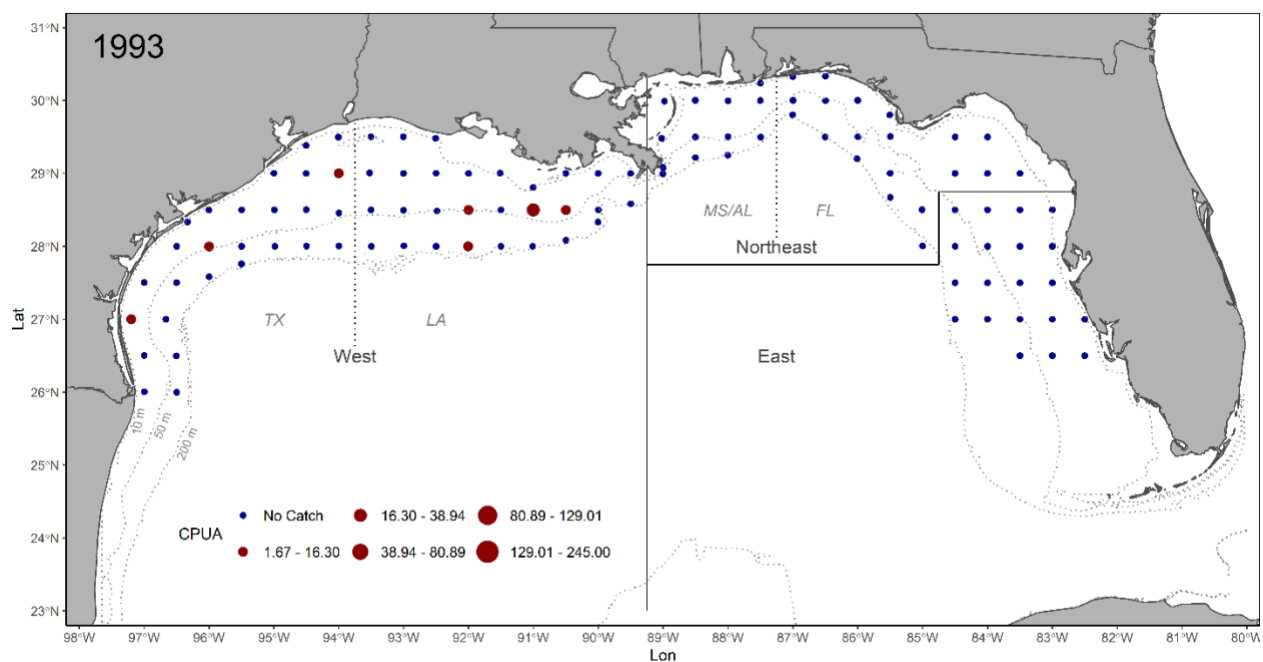 1993
31°N
30°N
29°N
28°N
27°N
26°N
25°N
24°N
23°N
Lat
MS/AL
FL
Northeast
TX
LA
West
East
10 m
50 m
200 m
CPUA
No Catch
16.30 - 38.94
80.89 - 129.01
1.67 - 16.30
38.94 - 80.89
129.01 - 245.00
98°W
97°W
96°W
95°W
94°W
93°W
92°W
91°W
90°W
89°W
88°W
87°W
86°W
85°W
84°W
83°W
82°W
81°W
80°W
Lon